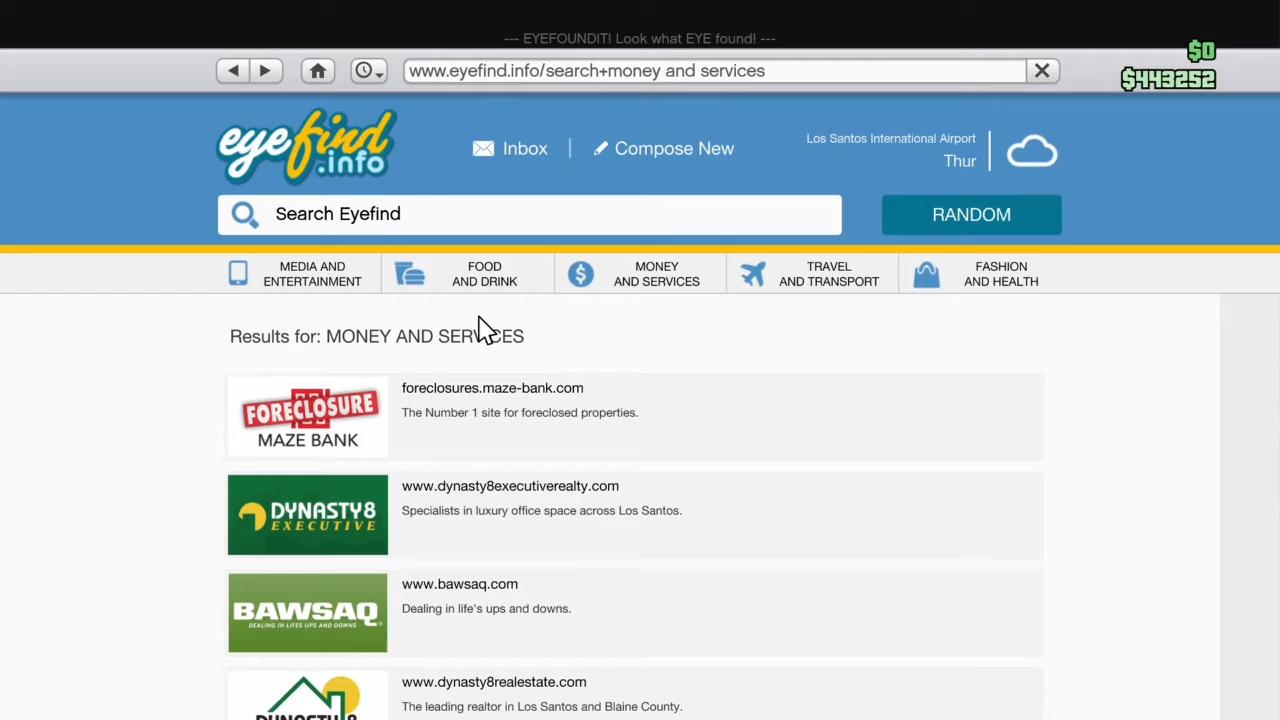 --- EYEFOUNDIT! Look what EYE found! ---
$0
www.eyefind.info/search+money and services
$443252
eyefind
.info
Inbox
Compose New
Los Santos International Airport
Thur
Search Eyefind
RANDOM
MEDIA AND
ENTERTAINMENT
FOOD
AND DRINK
MONEY
AND SERVICES
TRAVEL
AND TRANSPORT
FASHION
AND HEALTH
Results for: MONEY AND SERVICES
FORECLOSURE
MAZE BANK
foreclosures.maze-bank.com
The Number 1 site for foreclosed properties.
DYNASTY8
EXECUTIVE
www.dynasty8executiverealty.com
Specialists in luxury office space across Los Santos.
BAWSAQ
DEALING IN LIFES UPS AND DOWNS
www.bawsaq.com
Dealing in life's ups and downs.
DYNASTY 8
www.dynasty8realestate.com
The leading realtor in Los Santos and Blaine County.